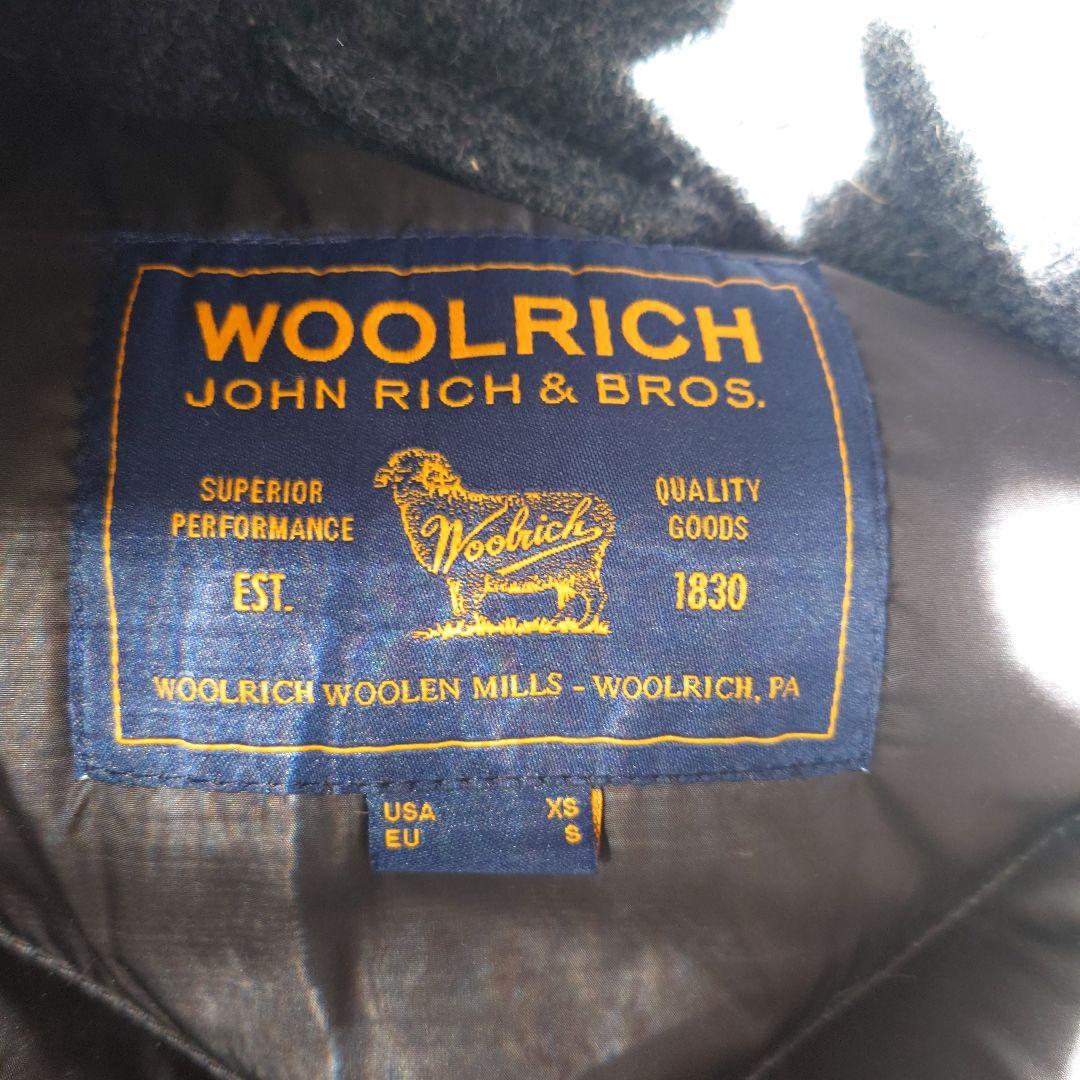 WOOLRICH
JOHN RICH & BROS.
SUPERIOR
PERFORMANCE
EST.
Woolrich
QUALITY
GOODS
1830
WOOLRICH WOOLEN MILLS - WOOLRICH, PA
USA XS
EU S